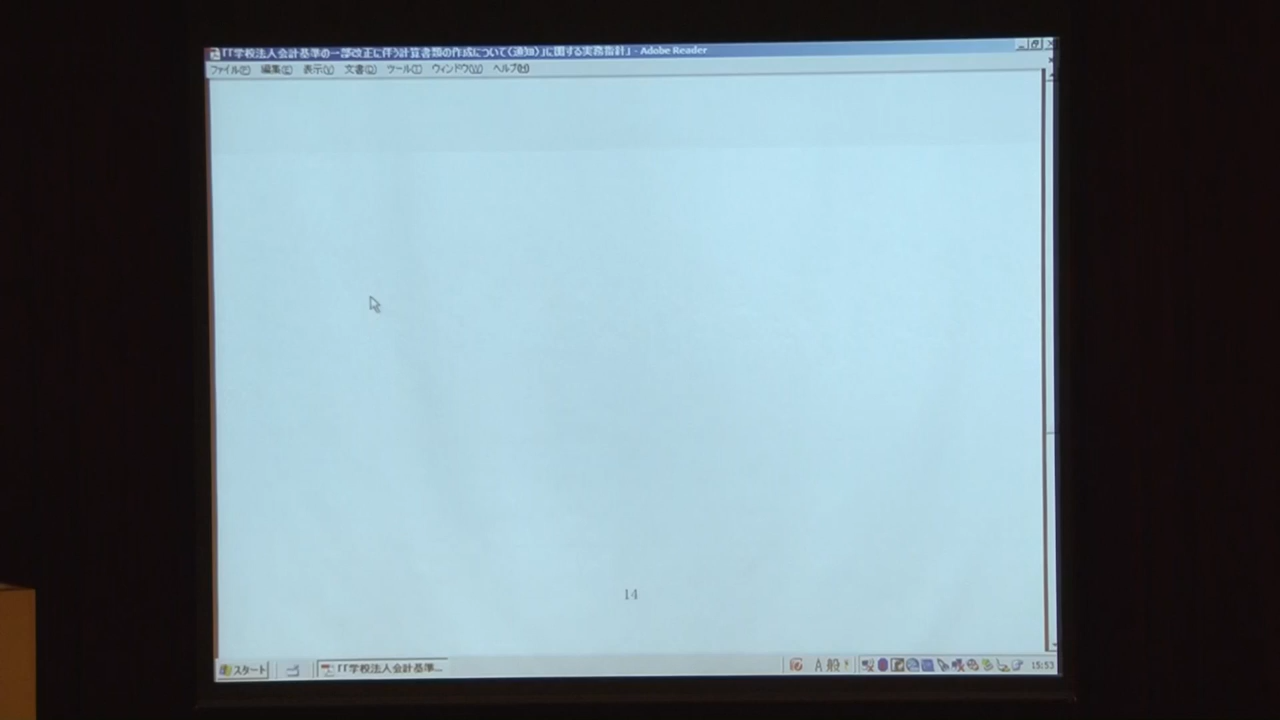 「「学校法人会計基準の一部改正に伴う計算書類の作成について(通知)」に関する実務指針」 - Adobe Reader
ファイル(F) 編集(E) 表示(V) 文書(D) ツール(T) ウィンドウ(W) ヘルプ(H)
14
スタート 「「学校法人会計基準... A 般 15:53